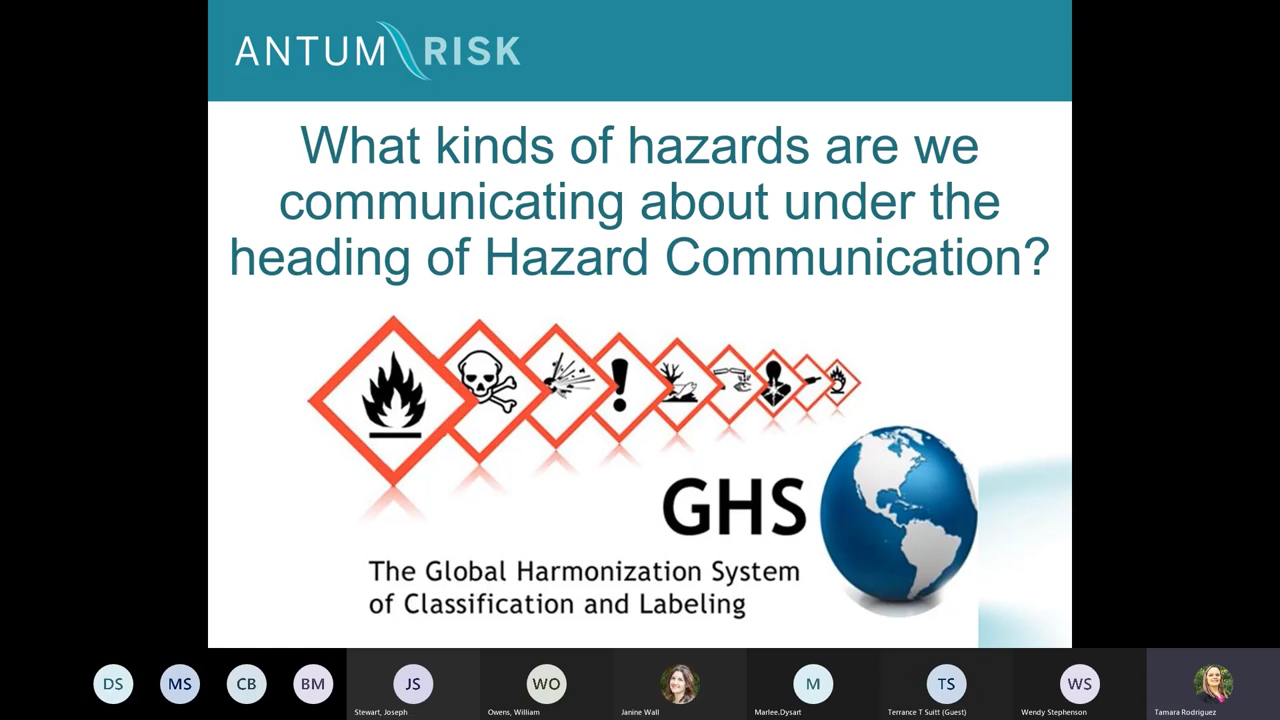 ANTUM RISK
What kinds of hazards are we
communicating about under the
heading of Hazard Communication?
GHS
The Global Harmonization System
of Classification and Labeling
DS
MS
CB
BM
JS
WO
M
TS
WS
Stewart, Joseph
Owens, William
Janine Wall
Marlee.Dysart
Terrance T Suitt (Guest)
Wendy Stephenson
Tamara Rodriguez